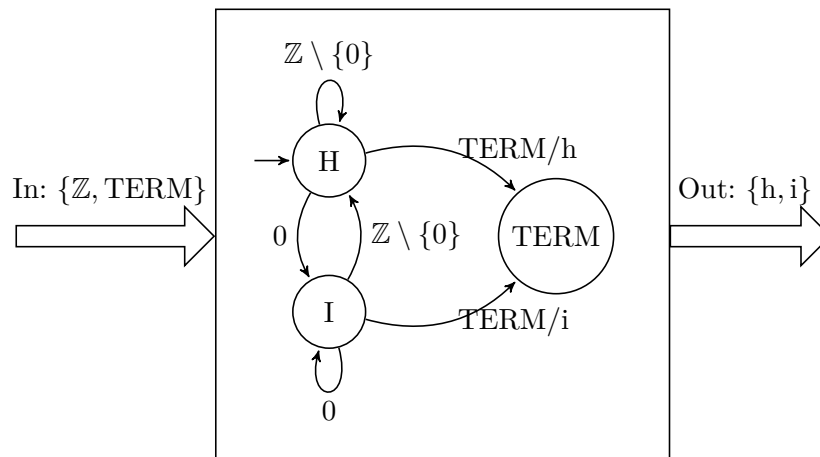 ℤ \ {0}
H
TERM/h
In: {ℤ, TERM}
Out: {h, i}
0
ℤ \ {0}
TERM
I
TERM/i
0